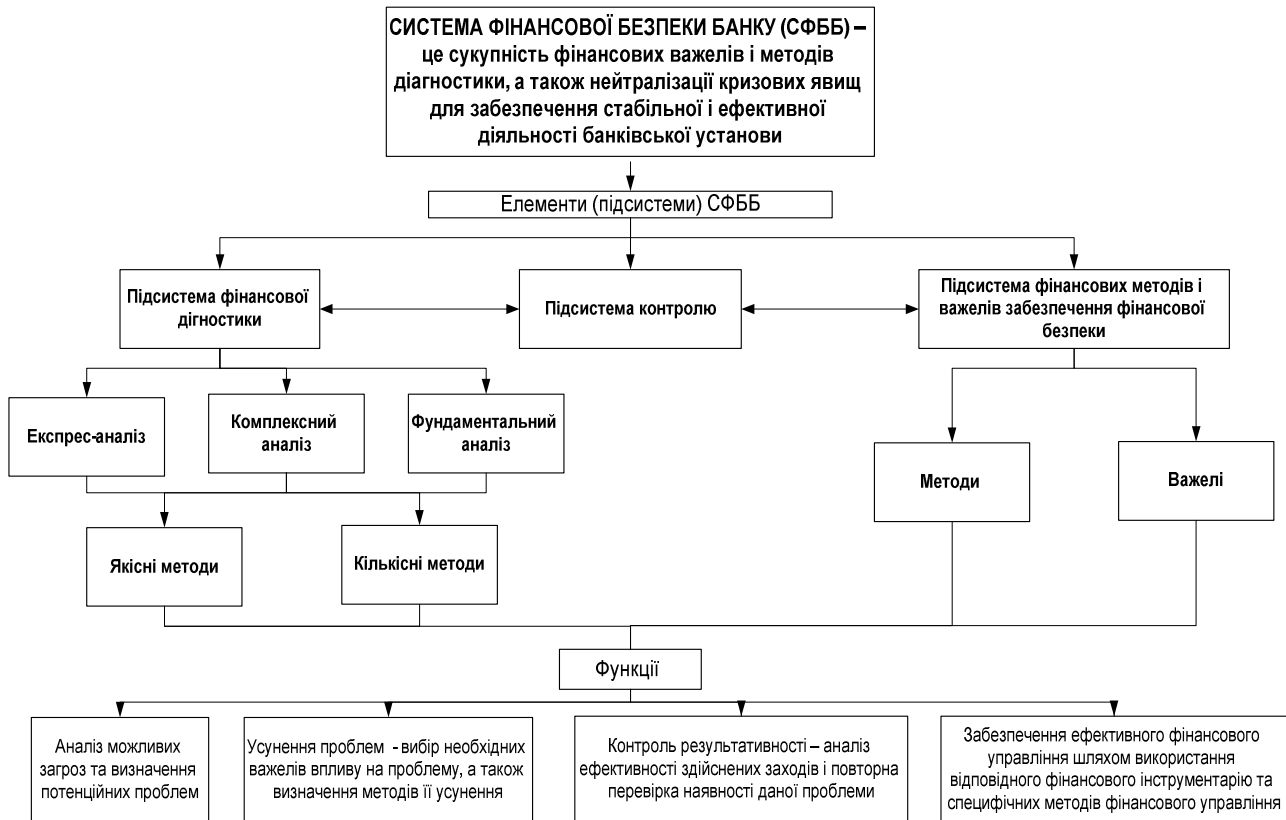 СИСТЕМА ФІНАНСОВОЇ БЕЗПЕКИ БАНКУ (СФББ) –
це сукупність фінансових важелів і методів
діагностики, а також нейтралізації кризових явищ
для забезпечення стабільної і ефективної
діяльності банківської установи
Елементи (підсистеми) СФББ
Підсистема фінансової
дігностики
Підсистема контролю
Підсистема фінансових методів і
важелів забезпечення фінансової
безпеки
Експрес-аналіз
Комплексний
аналіз
Фундаментальний
аналіз
Методи
Важелі
Якісні методи
Кількісні методи
Функції
Аналіз можливих
загроз та визначення
потенційних проблем
Усунення проблем - вибір необхідних
важелів впливу на проблему, а також
визначення методів її усунення
Контроль результативності – аналіз
ефективності здійснених заходів і повторна
перевірка наявності даної проблеми
Забезпечення ефективного фінансового
управління шляхом використання
відповідного фінансового інструментарію та
специфічних методів фінансового управління